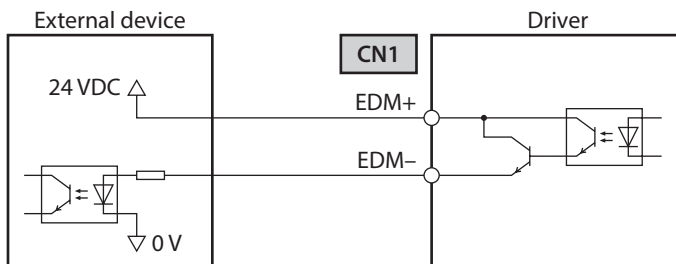 External device
Driver
CN1
24 VDC
EDM+
EDM–
0 V